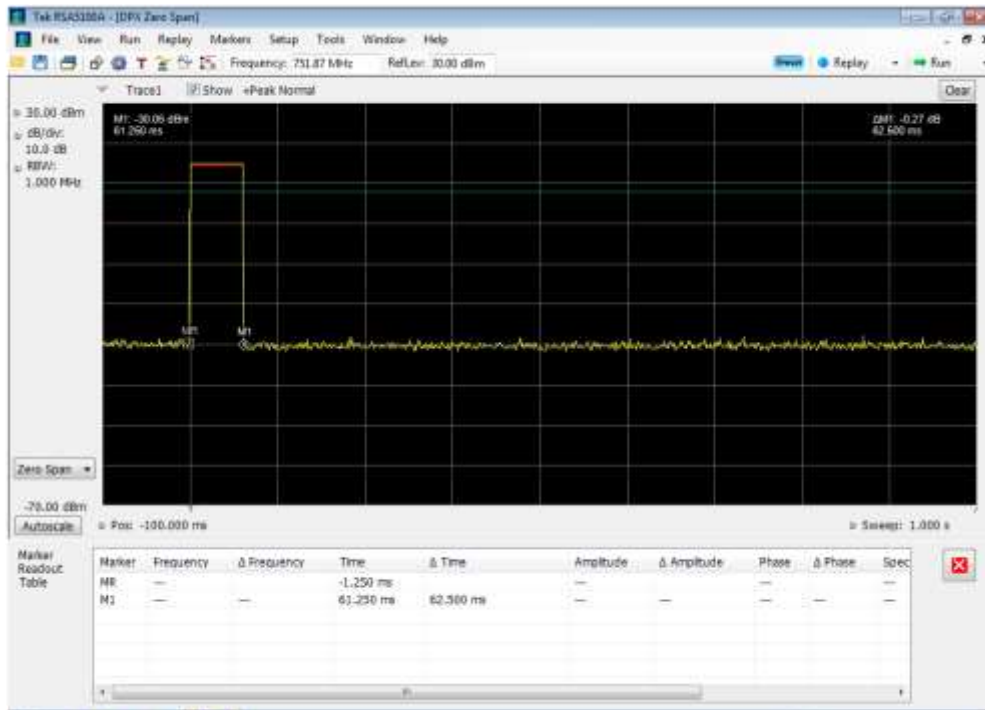 Tek RSA5100A - [DPX Zero Span]
File View Run Replay Markers Setup Tools Window Help
T Frequency: 751.87 MHz RefLev: 30.00 dBm Preset Replay Run
Trace1 Show +Peak Normal Clear
30.00 dBm
dB/div:
10.0 dB
RBW:
1.000 MHz
M1: -30.06 dBm
61.250 ms
ΔM1: -0.27 dB
62.500 ms
MR M1
Zero Span
-70.00 dBm
Autoscale Pos: -100.000 ms Sweep: 1.000 s
Marker
Readout
Table
Marker Frequency Δ Frequency Time Δ Time Amplitude Δ Amplitude Phase Δ Phase Spec
MR --- -1.250 ms --- --- ---
M1 --- --- 61.250 ms 62.500 ms --- --- --- --- ---